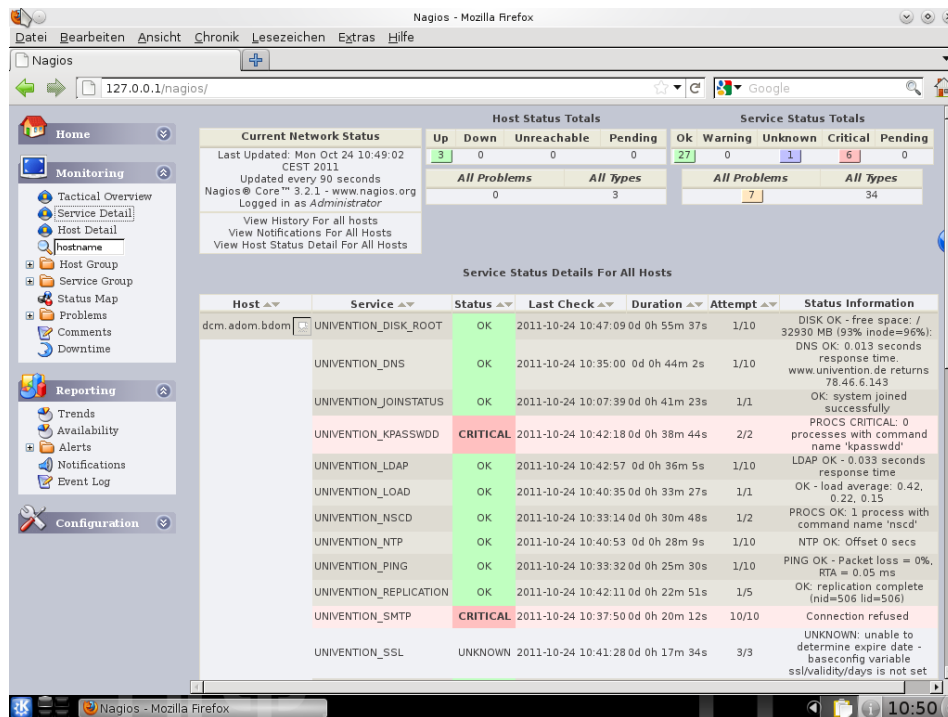 Nagios - Mozilla Firefox
Datei Bearbeiten Ansicht Chronik Lesezeichen Extras Hilfe
Nagios
127.0.0.1/nagios/
Google
Home
Monitoring
Tactical Overview
Service Detail
Host Detail
hostname
Host Group
Service Group
Status Map
Problems
Comments
Downtime
Reporting
Trends
Availability
Alerts
Notifications
Event Log
Configuration
Current Network Status
Last Updated: Mon Oct 24 10:49:02
CEST 2011
Updated every 90 seconds
Nagios® Core™ 3.2.1 - www.nagios.org
Logged in as Administrator
View History For all hosts
View Notifications For All Hosts
View Host Status Detail For All Hosts
Host Status Totals
Up Down Unreachable Pending
3 0 0 0
All Problems All Types
0 3
Service Status Totals
Ok Warning Unknown Critical Pending
27 0 1 6 0
All Problems All Types
7 34
Service Status Details For All Hosts
Host Service Status Last Check Duration Attempt Status Information
dcm.adom.bdom UNIVENTION_DISK_ROOT OK 2011-10-24 10:47:09 0d 0h 55m 37s 1/10 DISK OK - free space: /
32930 MB (93% inode=96%):
UNIVENTION_DNS OK 2011-10-24 10:35:00 0d 0h 44m 2s 1/10 DNS OK: 0.013 seconds
response time.
www.univention.de returns
78.46.6.143
UNIVENTION_JOINSTATUS OK 2011-10-24 10:07:39 0d 0h 41m 23s 1/1 OK: system joined
successfully
UNIVENTION_KPASSWDD CRITICAL 2011-10-24 10:42:18 0d 0h 38m 44s 2/2 PROCS CRITICAL: 0
processes with command
name 'kpasswdd'
UNIVENTION_LDAP OK 2011-10-24 10:42:57 0d 0h 36m 5s 1/10 LDAP OK - 0.033 seconds
response time
UNIVENTION_LOAD OK 2011-10-24 10:40:35 0d 0h 33m 27s 1/1 OK - load average: 0.42,
0.22, 0.15
UNIVENTION_NSCD OK 2011-10-24 10:33:14 0d 0h 30m 48s 1/2 PROCS OK: 1 process with
command name 'nscd'
UNIVENTION_NTP OK 2011-10-24 10:40:53 0d 0h 28m 9s 1/10 NTP OK: Offset 0 secs
UNIVENTION_PING OK 2011-10-24 10:33:32 0d 0h 25m 30s 1/10 PING OK - Packet loss = 0%,
RTA = 0.05 ms
UNIVENTION_REPLICATION OK 2011-10-24 10:42:11 0d 0h 22m 51s 1/5 OK: replication complete
(nid=506 lid=506)
UNIVENTION_SMTP CRITICAL 2011-10-24 10:37:50 0d 0h 20m 12s 10/10 Connection refused
UNIVENTION_SSL UNKNOWN 2011-10-24 10:41:28 0d 0h 17m 34s 3/3 UNKNOWN: unable to
determine expire date -
baseconfig variable
ssl/validity/days is not set
Nagios - Mozilla Firefox
10:50